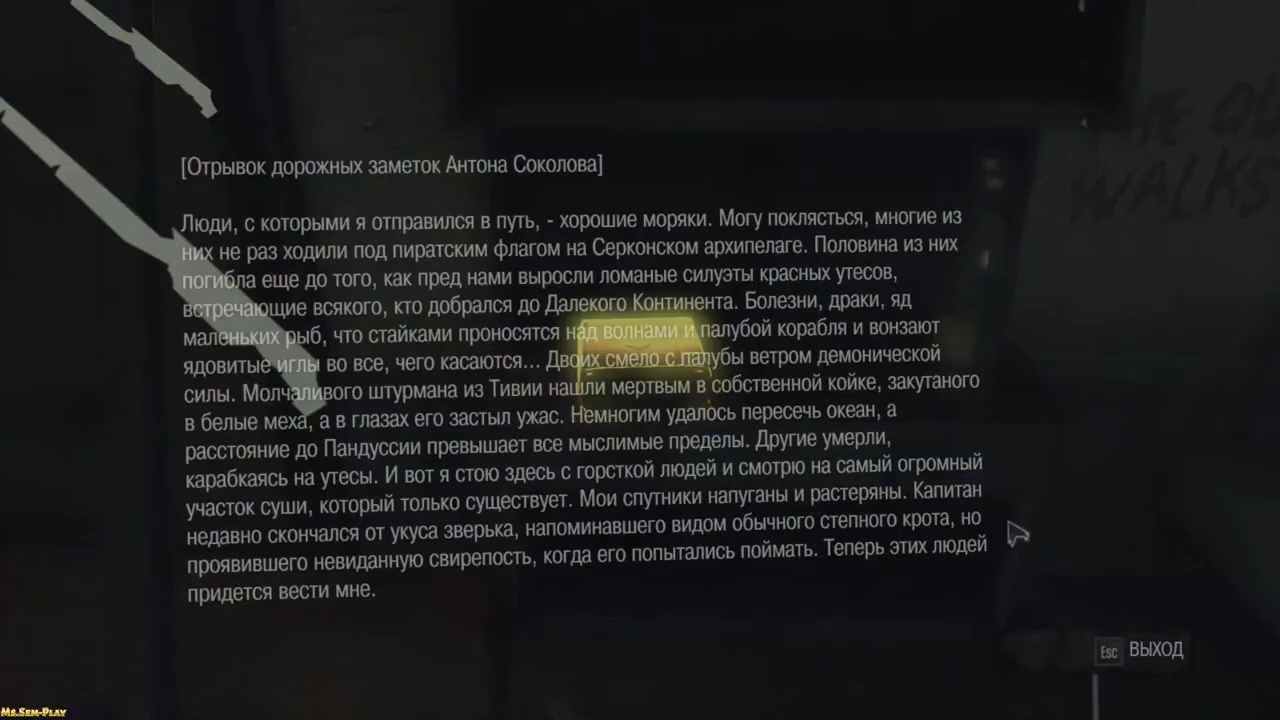 [Отрывок дорожных заметок Антона Соколова]
Люди, с которыми я отправился в путь, - хорошие моряки. Могу поклясться, многие из
них не раз ходили под пиратским флагом на Серконском архипелаге. Половина из них
погибла еще до того, как пред нами выросли ломаные силуэты красных утесов,
встречающие всякого, кто добрался до Далекого Континента. Болезни, драки, яд
маленьких рыб, что стайками проносятся над волнами и палубой корабля и вонзают
ядовитые иглы во все, чего касаются... Двоих смело с палубы ветром демонической
силы. Молчаливого штурмана из Тивии нашли мертвым в собственной койке, закутаного
в белые меха, а в глазах его застыл ужас. Немногим удалось пересечь океан, а
расстояние до Пандуссии превышает все мыслимые пределы. Другие умерли,
карабкаясь на утесы. И вот я стою здесь с горсткой людей и смотрю на самый огромный
участок суши, который только существует. Мои спутники напуганы и растеряны. Капитан
недавно скончался от укуса зверька, напоминавшего видом обычного степного крота, но
проявившего невиданную свирепость, когда его попытались поймать. Теперь этих людей
придется вести мне.
WALKS
Esc ВЫХОД
Ms.Sem-Play